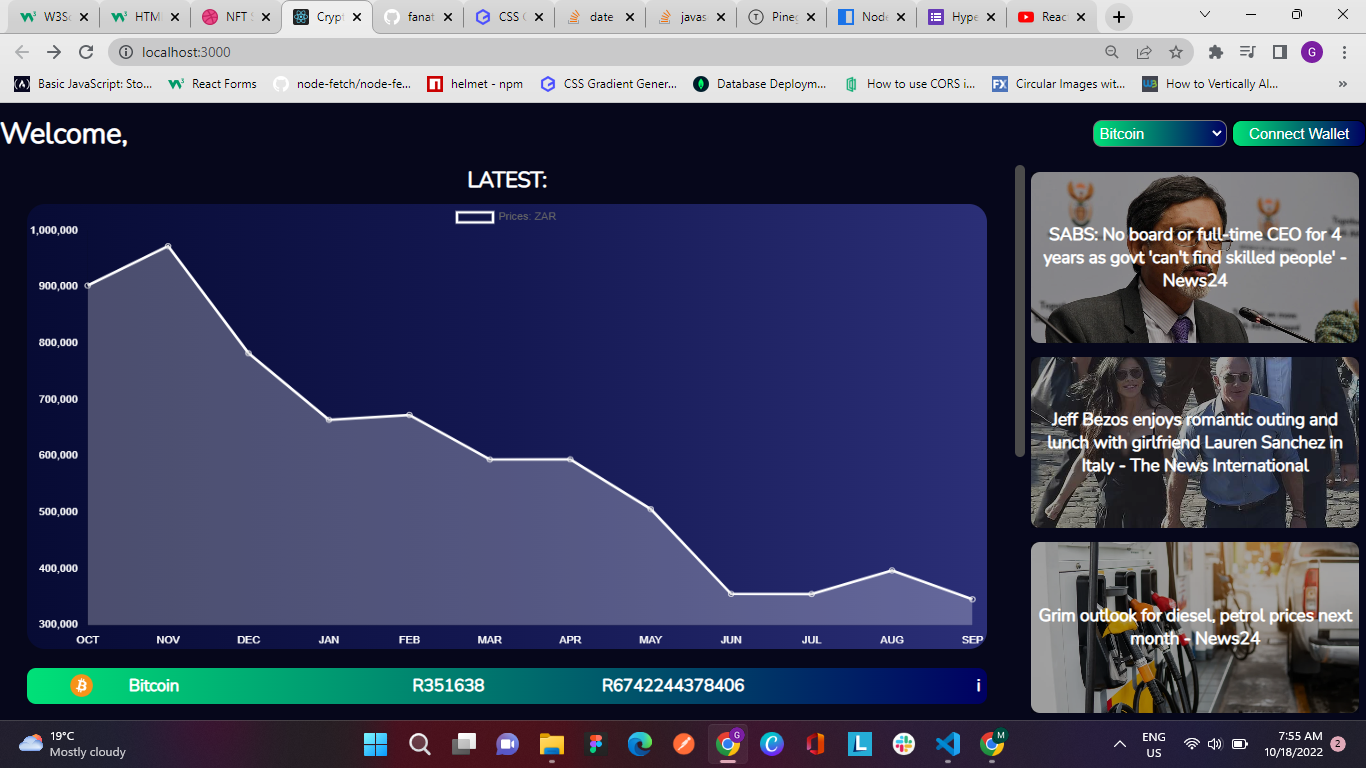 W3Sc
HTM
NFT
Crypt
fanat
CSS G
date
javas
Pineg
Node
Hype
Reac
localhost:3000
G
Basic JavaScript: Sto...
React Forms
node-fetch/node-fe...
helmet - npm
CSS Gradient Gener...
Database Deploym...
How to use CORS i...
Circular Images wit...
How to Vertically Al...
»
Welcome,
Bitcoin
Connect Wallet
LATEST:
Prices: ZAR
1,000,000
900,000
800,000
700,000
600,000
500,000
400,000
300,000
OCT NOV DEC JAN FEB MAR APR MAY JUN JUL AUG SEP
Bitcoin R351638 R6742244378406 i
SABS: No board or full-time CEO for 4
years as govt 'can't find skilled people' -
News24
Jeff Bezos enjoys romantic outing and
lunch with girlfriend Lauren Sanchez in
Italy - The News International
Grim outlook for diesel, petrol prices next
month - News24
19°C
Mostly cloudy
ENG
US
7:55 AM
10/18/2022
2